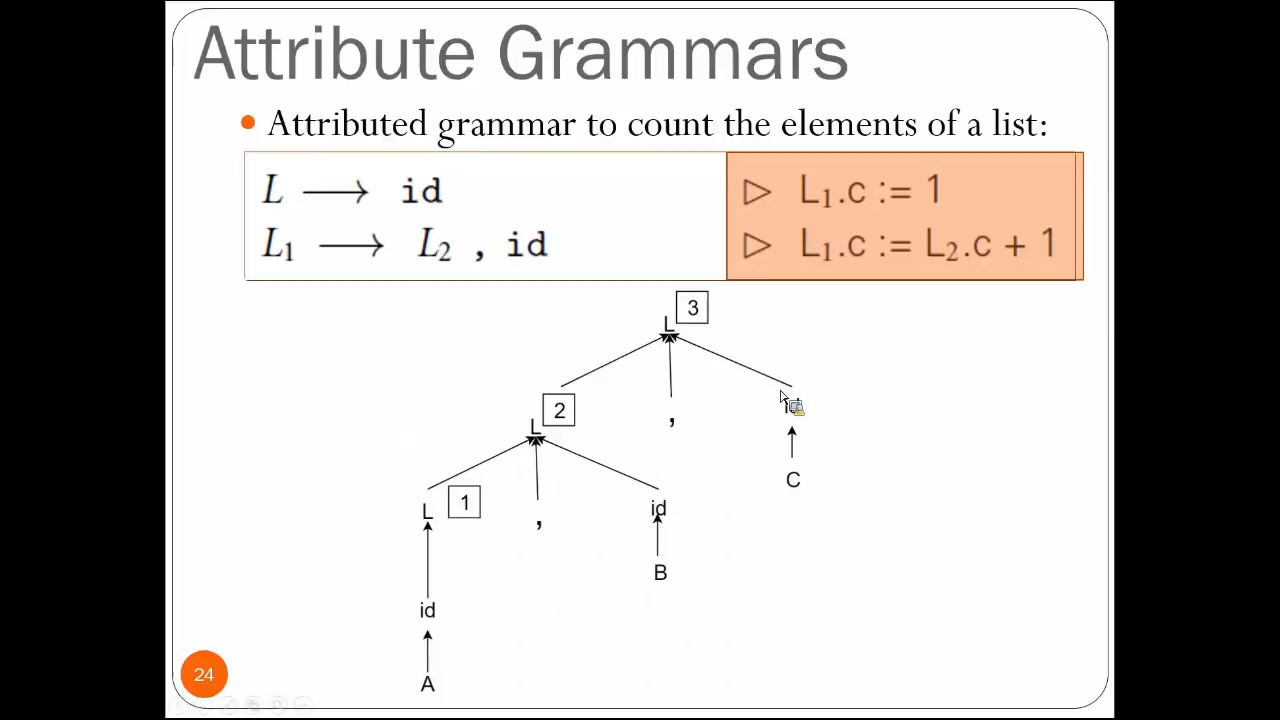 Attribute Grammars
Attributed grammar to count the elements of a list:
L ⟶ id ▷ L₁.c := 1
L₁ ⟶ L₂ , id ▷ L₁.c := L₂.c + 1
3
L
2
L , id
1
L , id C
B
id
A
24